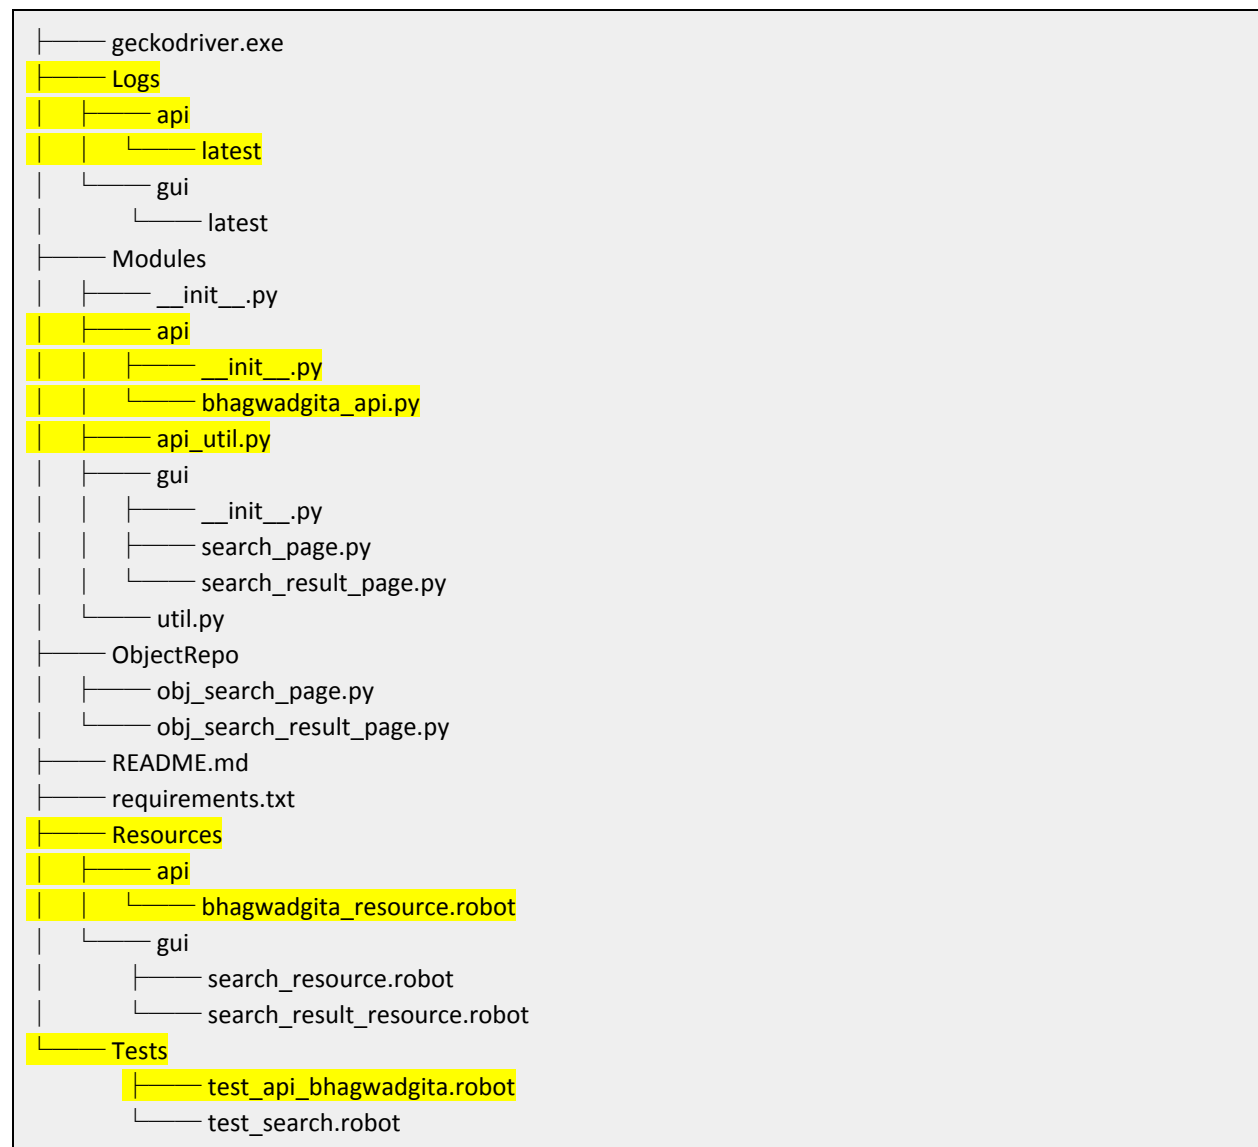 ├─── geckodriver.exe
├─── Logs
│ ├─── api
│ │ └─── latest
│ └─── gui
│ └─── latest
├─── Modules
│ ├─── __init__.py
│ ├─── api
│ │ ├─── __init__.py
│ │ └─── bhagwadgita_api.py
│ ├─── api_util.py
│ ├─── gui
│ │ ├─── __init__.py
│ │ ├─── search_page.py
│ │ └─── search_result_page.py
│ └─── util.py
├─── ObjectRepo
│ ├─── obj_search_page.py
│ └─── obj_search_result_page.py
├─── README.md
├─── requirements.txt
├─── Resources
│ ├─── api
│ │ └─── bhagwadgita_resource.robot
│ └─── gui
│ ├─── search_resource.robot
│ └─── search_result_resource.robot
└─── Tests
├─── test_api_bhagwadgita.robot
└─── test_search.robot